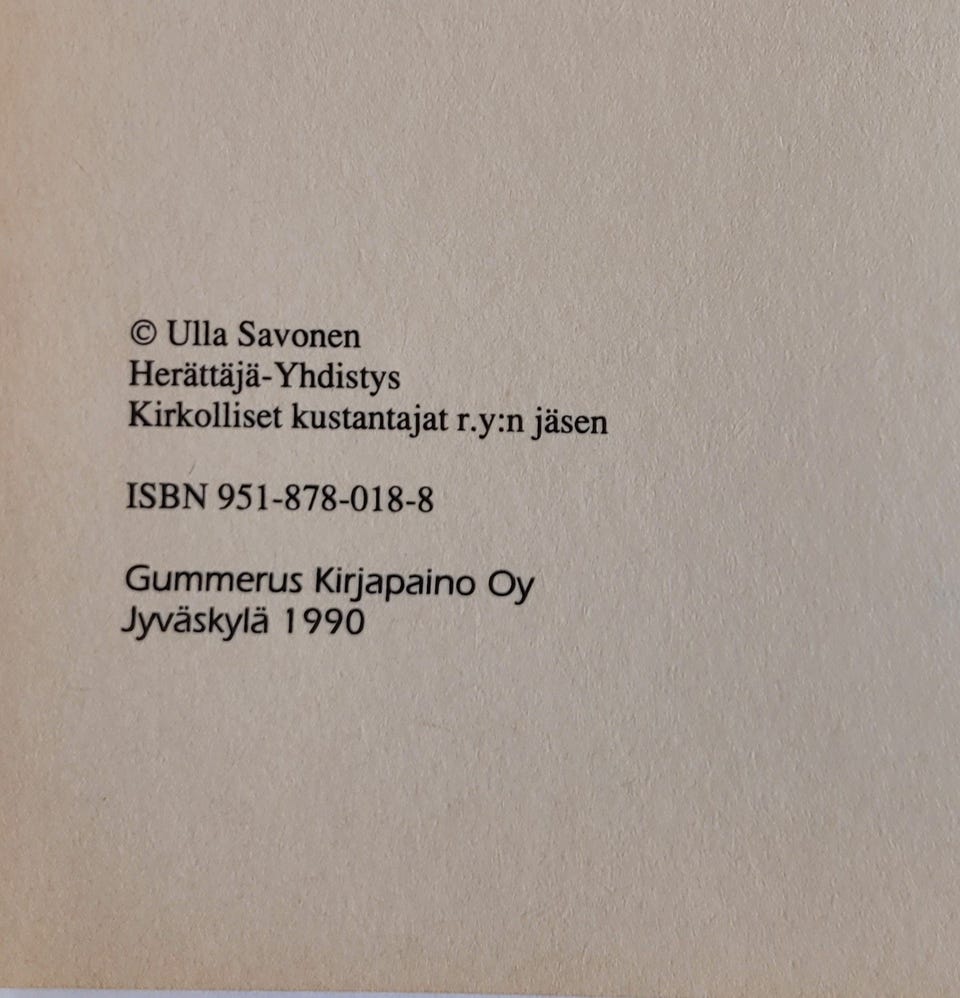 © Ulla Savonen
Herättäjä-Yhdistys
Kirkolliset kustantajat r.y:n jäsen
ISBN 951-878-018-8
Gummerus Kirjapaino Oy
Jyväskylä 1990